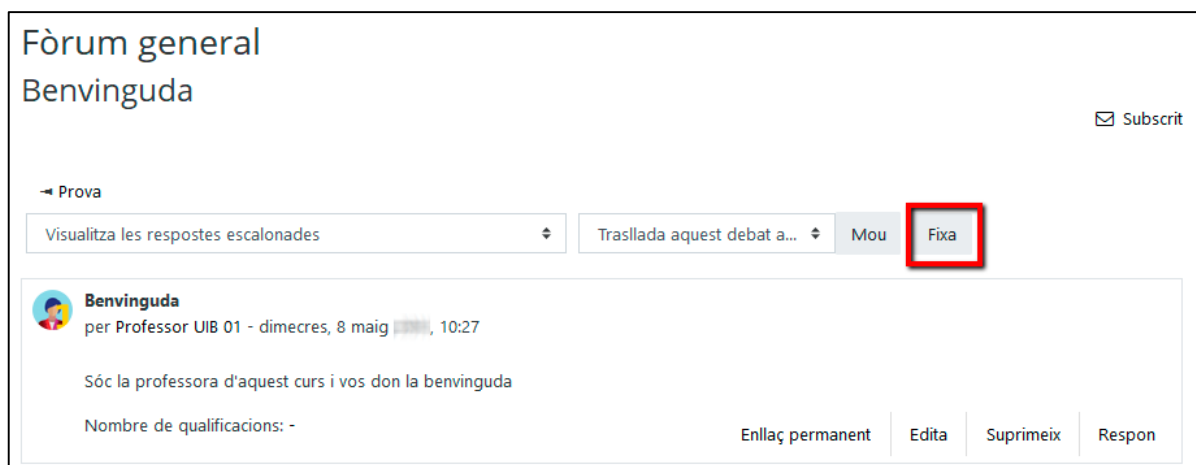 Fòrum general
Benvinguda
Subscrit
Prova
Visualitza les respostes escalonades
Trasllada aquest debat a... Mou Fixa
Benvinguda
per Professor UIB 01 - dimecres, 8 maig , 10:27
Sóc la professora d'aquest curs i vos don la benvinguda
Nombre de qualificacions: -
Enllaç permanent Edita Suprimeix Respon